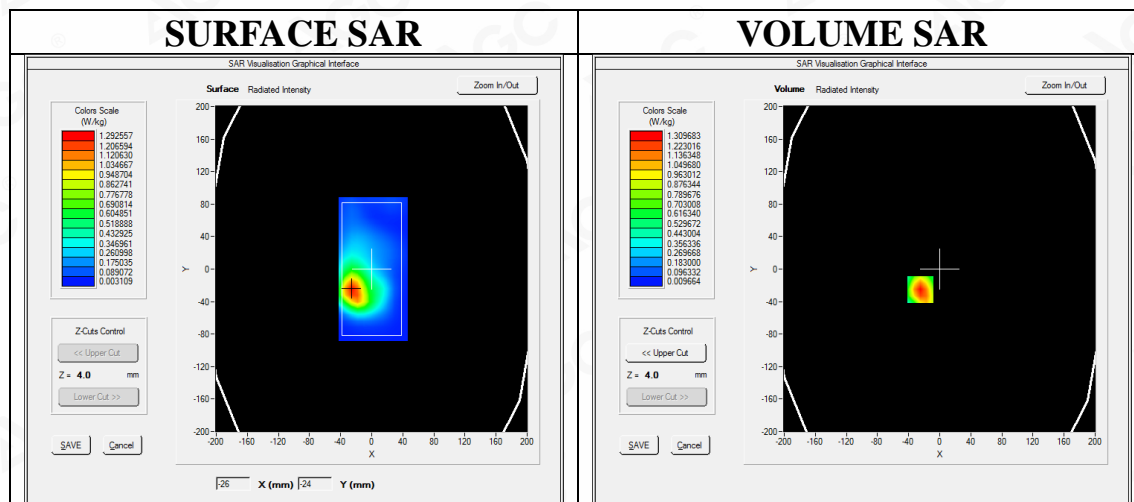 SURFACE SAR
SAR Visualisation Graphical Interface
Surface Radiated Intensity
Zoom In/Out
Colors Scale
(W/kg)
1.292557
1.206594
1.120630
1.034667
0.948704
0.862741
0.776778
0.690814
0.604851
0.518888
0.432925
0.346961
0.260998
0.175035
0.089072
0.003109
Z-Cuts Control
<< Upper Cut
Z = 4.0 mm
Lower Cut >>
SAVE Cancel
200
160
120
80
40
0
-40
-80
-120
-160
-200
Y
-200 -160 -120 -80 -40 0 40 80 120 160 200
X
-26 X (mm) -24 Y (mm)
VOLUME SAR
SAR Visualisation Graphical Interface
Volume Radiated Intensity
Zoom In/Out
Colors Scale
(W/kg)
1.309683
1.223016
1.136348
1.049680
0.963012
0.876344
0.789676
0.703008
0.616340
0.529672
0.443004
0.356336
0.269668
0.183000
0.096332
0.009664
Z-Cuts Control
<< Upper Cut
Z = 4.0 mm
Lower Cut >>
SAVE Cancel
200
160
120
80
40
0
-40
-80
-120
-160
-200
Y
-200 -160 -120 -80 -40 0 40 80 120 160 200
X